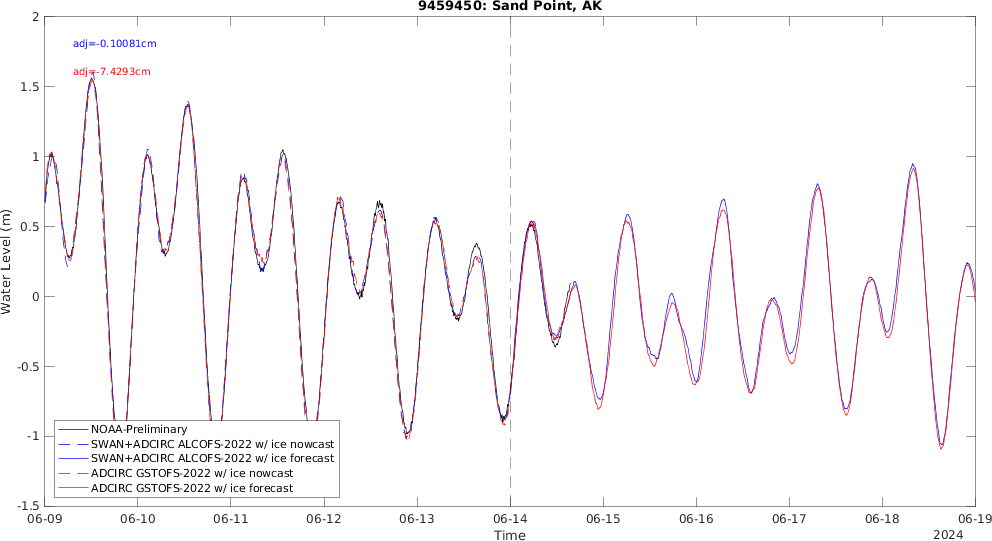 9459450: Sand Point, AK
adj=-0.10081cm
adj=-7.4293cm
Water Level (m)
2
1.5
1
0.5
0
-0.5
-1
-1.5
NOAA-Preliminary
SWAN+ADCIRC ALCOFS-2022 w/ ice nowcast
SWAN+ADCIRC ALCOFS-2022 w/ ice forecast
ADCIRC GSTOFS-2022 w/ ice nowcast
ADCIRC GSTOFS-2022 w/ ice forecast
06-09 06-10 06-11 06-12 06-13 06-14 06-15 06-16 06-17 06-18 06-19
Time
2024